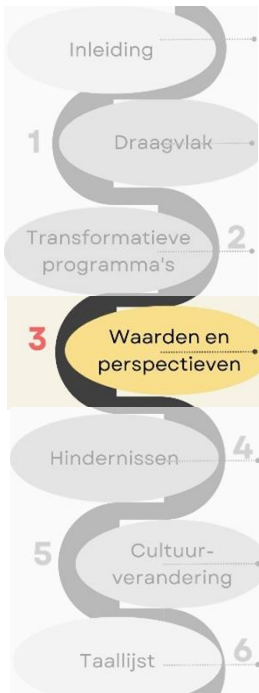 Inleiding
1 Draagvlak
Transformatieve 2
programma's
3 Waarden en
perspectieven
Hindernissen 4
5 Cultuur-
verandering
Taallijst 6